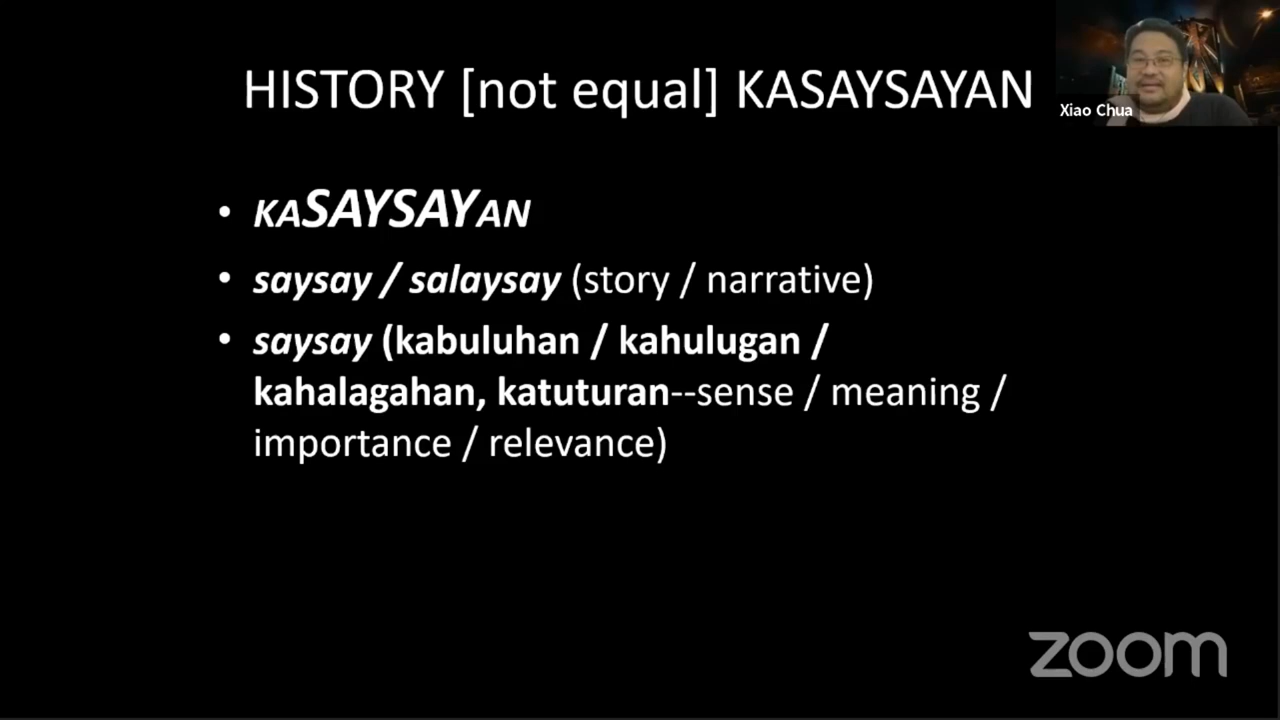 HISTORY [not equal] KASAYSAYAN
Xiao Chua
• KASAYSAYAN
• saysay / salaysay (story / narrative)
• saysay (kabuluhan / kahulugan /
kahalagahan, katuturan--sense / meaning /
importance / relevance)
zoom